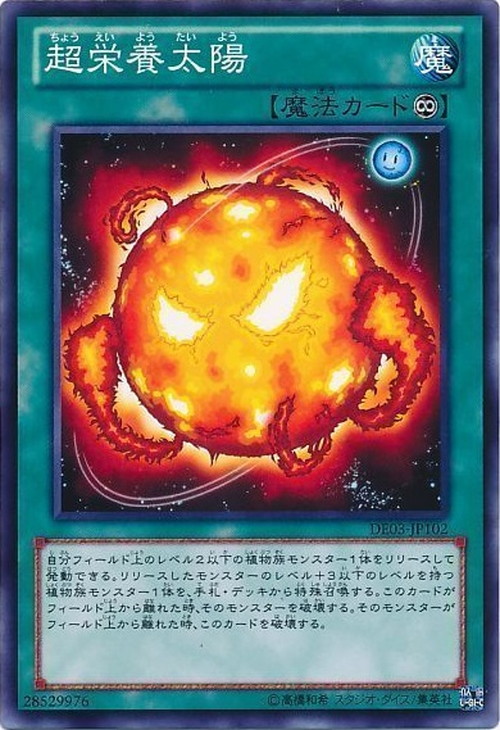 超栄養太陽
ちょう えい よう たい よう
魔
【魔法カード】
DE03-JP102
自分フィールド上のレベル2以下の植物族モンスター1体をリリースして
発動できる。リリースしたモンスターのレベル+3以下のレベルを持つ
植物族モンスター1体を、手札・デッキから特殊召喚する。このカードが
フィールド上から離れた時、そのモンスターを破壊する。そのモンスターが
フィールド上から離れた時、このカードを破壊する。
28529976
©高橋和希 スタジオ・ダイス/集英社